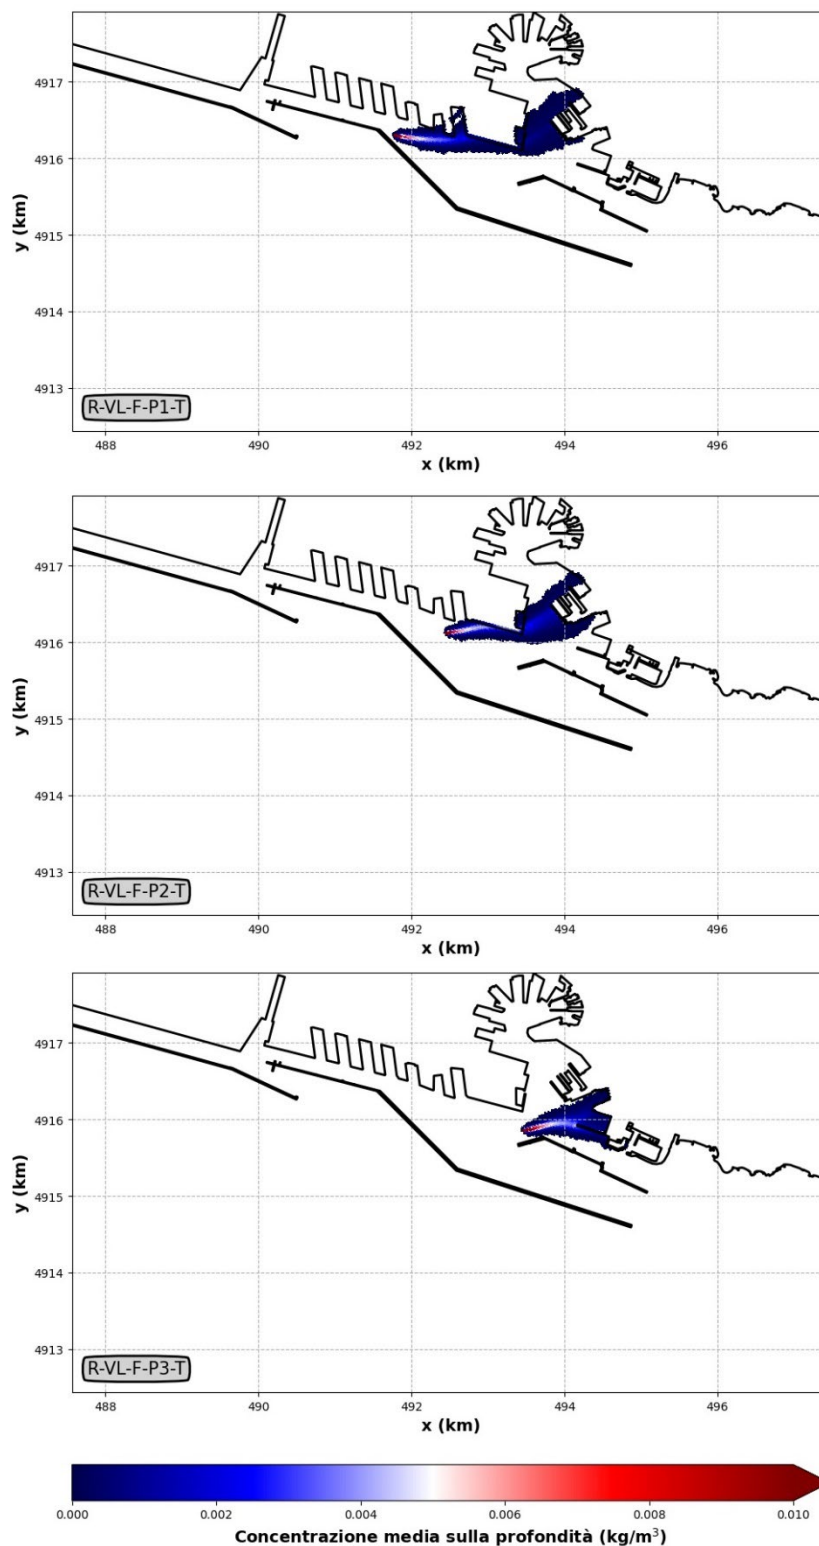 4917
4916
4915
4914
4913
y (km)
R-VL-F-P1-T
488 490 492 494 496
x (km)
4917
4916
4915
4914
4913
y (km)
R-VL-F-P2-T
488 490 492 494 496
x (km)
4917
4916
4915
4914
4913
y (km)
R-VL-F-P3-T
488 490 492 494 496
x (km)
0.000 0.002 0.004 0.006 0.008 0.010
Concentrazione media sulla profondità (kg/m³)